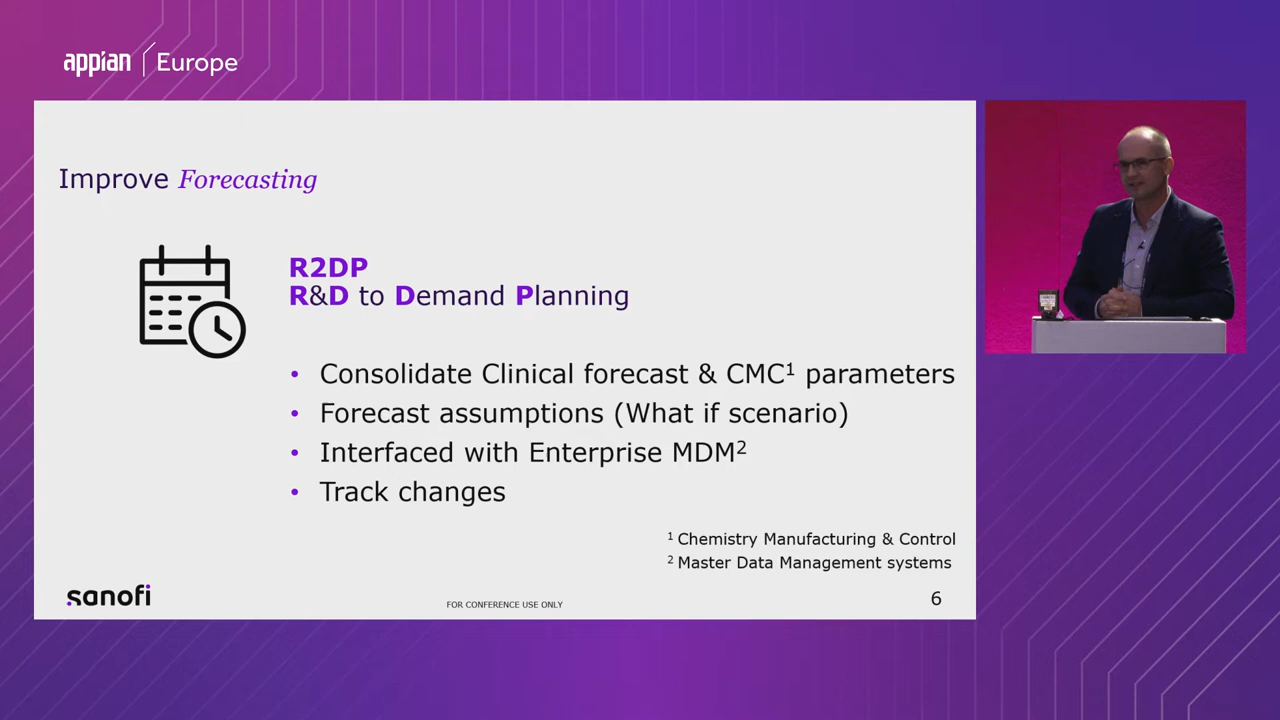 appian Europe
Improve Forecasting
R2DP
R&D to Demand Planning
• Consolidate Clinical forecast & CMC¹ parameters
• Forecast assumptions (What if scenario)
• Interfaced with Enterprise MDM²
• Track changes
¹ Chemistry Manufacturing & Control
² Master Data Management systems
sanofi
FOR CONFERENCE USE ONLY
6